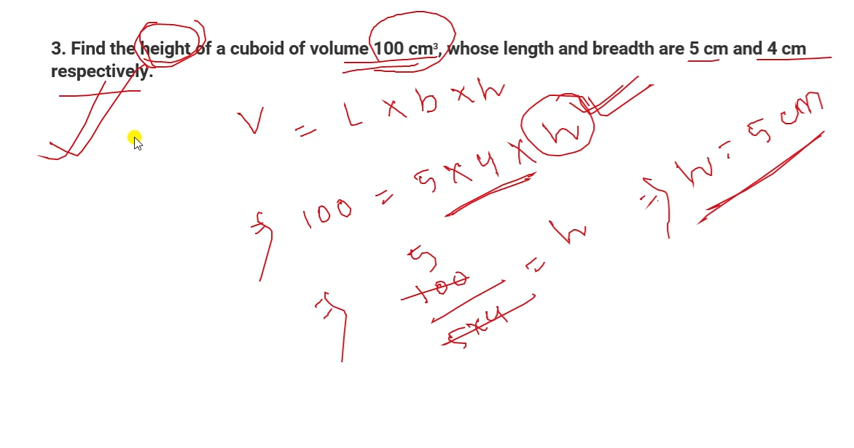 3. Find the height of a cuboid of volume 100 cm³, whose length and breadth are 5 cm and 4 cm
respectively.
V = L × b × h
⇒ 100 = 5 × 4 × h
⇒ 100 / 5×4 = h
5
⇒ h = 5 cm